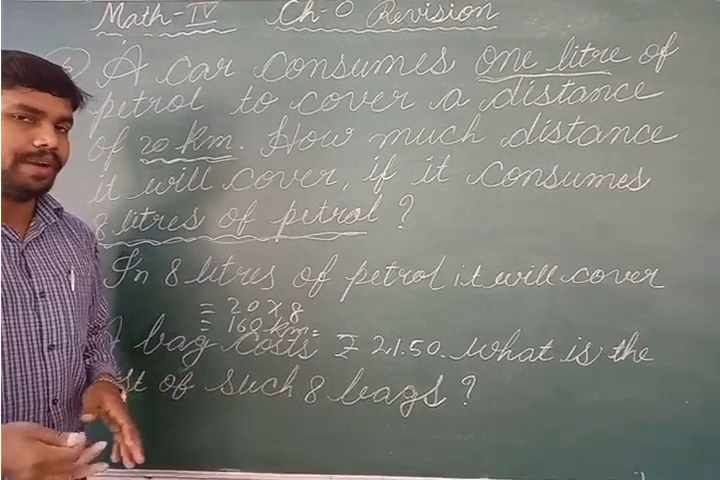 Math-IV Ch-0 Revision
A car consumes one litre of
petrol to cover a distance
of 20 km. How much distance
it will cover, if it consumes
8 litres of petrol ?
In 8 litres of petrol it will cover
= 20 x 8
= 160 km.
A bag costs ₹ 21.50. What is the
of such 8 bags ?